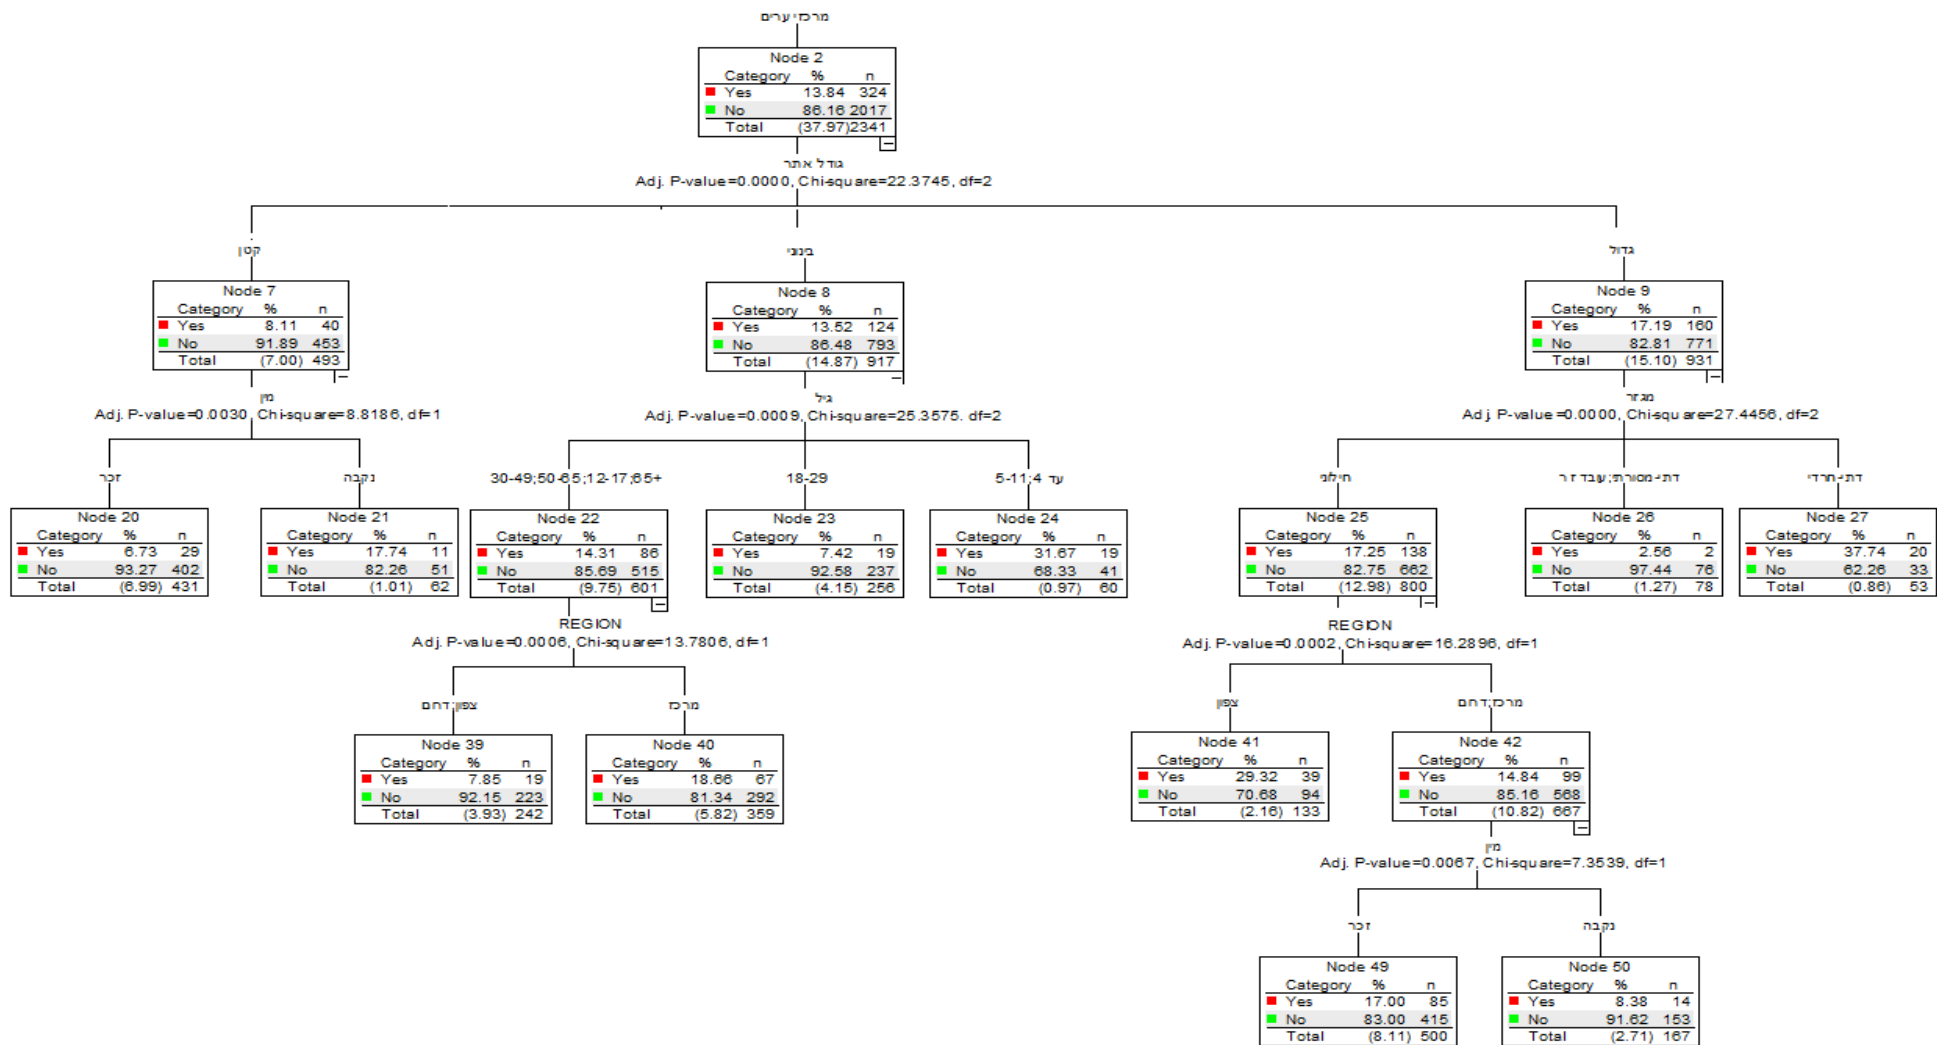 מרכזי ערים
Node 2
Category % n
Yes 13.84 324
No 86.16 2017
Total (37.97) 2341
גודל אתר
Adj. P-value=0.0000, Chi-square=22.3745, df=2
קטן
בינוני
גדול
Node 7
Category % n
Yes 8.11 40
No 91.89 453
Total (7.00) 493
Node 8
Category % n
Yes 13.52 124
No 86.48 793
Total (14.87) 917
Node 9
Category % n
Yes 17.19 160
No 82.81 771
Total (15.10) 931
מין
Adj. P-value=0.0030, Chi-square=8.8186, df=1
גיל
Adj. P-value=0.0009, Chi-square=25.3575. df=2
מגזר
Adj. P-value=0.0000, Chi-square=27.4456, df=2
זכר
נקבה
30-49;50-65;12-17;65+
18-29
עד 4;5-11
חילוני
דתי-מסורתי;עובד זר
דתי-חרדי
Node 20
Category % n
Yes 6.73 29
No 93.27 402
Total (6.99) 431
Node 21
Category % n
Yes 17.74 11
No 82.26 51
Total (1.01) 62
Node 22
Category % n
Yes 14.31 86
No 85.69 515
Total (9.75) 601
Node 23
Category % n
Yes 7.42 19
No 92.58 237
Total (4.15) 256
Node 24
Category % n
Yes 31.67 19
No 68.33 41
Total (0.97) 60
Node 25
Category % n
Yes 17.25 138
No 82.75 662
Total (12.98) 800
Node 26
Category % n
Yes 2.56 2
No 97.44 76
Total (1.27) 78
Node 27
Category % n
Yes 37.74 20
No 62.26 33
Total (0.86) 53
REGION
Adj. P-value=0.0006, Chi-square=13.7806, df=1
REGION
Adj. P-value=0.0002, Chi-square=16.2896, df=1
צפון;דרום
מרכז
צפון
מרכז;דרום
Node 39
Category % n
Yes 7.85 19
No 92.15 223
Total (3.93) 242
Node 40
Category % n
Yes 18.66 67
No 81.34 292
Total (5.82) 359
Node 41
Category % n
Yes 29.32 39
No 70.68 94
Total (2.16) 133
Node 42
Category % n
Yes 14.84 99
No 85.16 568
Total (10.82) 667
מין
Adj. P-value=0.0067, Chi-square=7.3539, df=1
זכר
נקבה
Node 49
Category % n
Yes 17.00 85
No 83.00 415
Total (8.11) 500
Node 50
Category % n
Yes 8.38 14
No 91.62 153
Total (2.71) 167